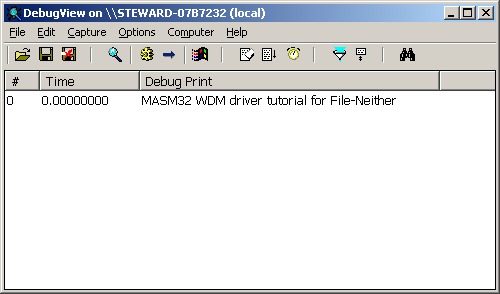 DebugView on \\STEWARD-07B7232 (local)
File Edit Capture Options Computer Help
# Time Debug Print
0 0.00000000 MASM32 WDM driver tutorial for File-Neither